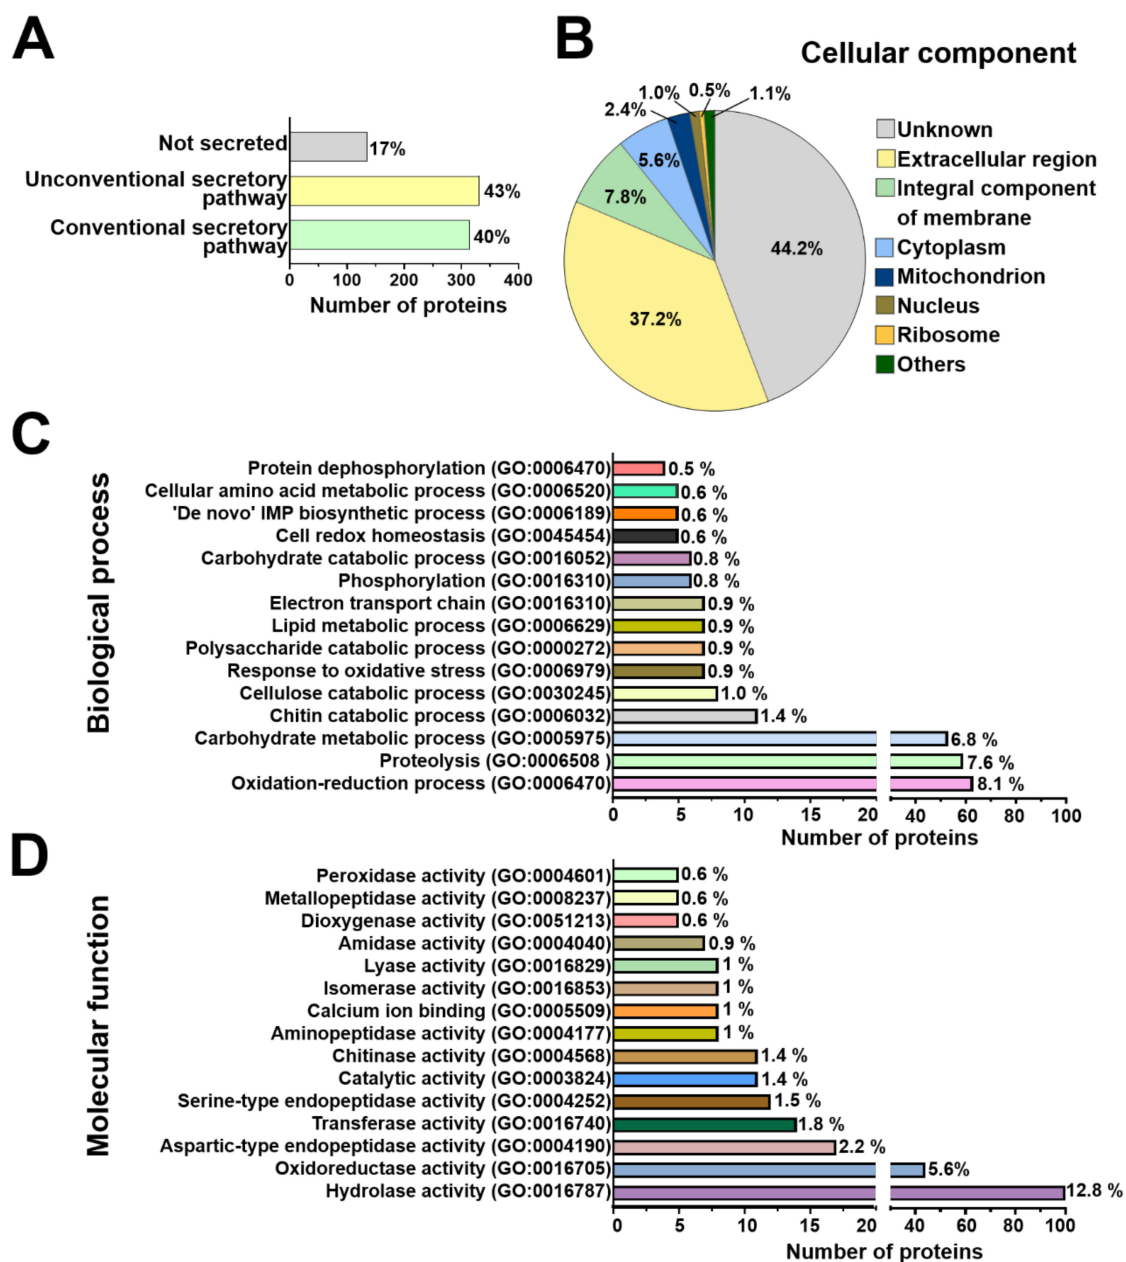 A
Not secreted
17%
Unconventional secretory
pathway
43%
Conventional secretory
pathway
40%
0 100 200 300 400
Number of proteins
B
Cellular component
1.0% 0.5% 1.1%
2.4%
5.6%
7.8%
44.2%
37.2%
Unknown
Extracellular region
Integral component
of membrane
Cytoplasm
Mitochondrion
Nucleus
Ribosome
Others
C
Biological process
Protein dephosphorylation (GO:0006470) 0.5 %
Cellular amino acid metabolic process (GO:0006520) 0.6 %
'De novo' IMP biosynthetic process (GO:0006189) 0.6 %
Cell redox homeostasis (GO:0045454) 0.6 %
Carbohydrate catabolic process (GO:0016052) 0.8 %
Phosphorylation (GO:0016310) 0.8 %
Electron transport chain (GO:0016310) 0.9 %
Lipid metabolic process (GO:0006629) 0.9 %
Polysaccharide catabolic process (GO:0000272) 0.9 %
Response to oxidative stress (GO:0006979) 0.9 %
Cellulose catabolic process (GO:0030245) 1.0 %
Chitin catabolic process (GO:0006032) 1.4 %
Carbohydrate metabolic process (GO:0005975) 6.8 %
Proteolysis (GO:0006508 ) 7.6 %
Oxidation-reduction process (GO:0006470) 8.1 %
0 5 10 15 20 40 60 80 100
Number of proteins
D
Molecular function
Peroxidase activity (GO:0004601) 0.6 %
Metallopeptidase activity (GO:0008237) 0.6 %
Dioxygenase activity (GO:0051213) 0.6 %
Amidase activity (GO:0004040) 0.9 %
Lyase activity (GO:0016829) 1 %
Isomerase activity (GO:0016853) 1 %
Calcium ion binding (GO:0005509) 1 %
Aminopeptidase activity (GO:0004177) 1 %
Chitinase activity (GO:0004568) 1.4 %
Catalytic activity (GO:0003824) 1.4 %
Serine-type endopeptidase activity (GO:0004252) 1.5 %
Transferase activity (GO:0016740) 1.8 %
Aspartic-type endopeptidase activity (GO:0004190) 2.2 %
Oxidoreductase activity (GO:0016705) 5.6%
Hydrolase activity (GO:0016787) 12.8 %
0 5 10 15 20 40 60 80 100
Number of proteins